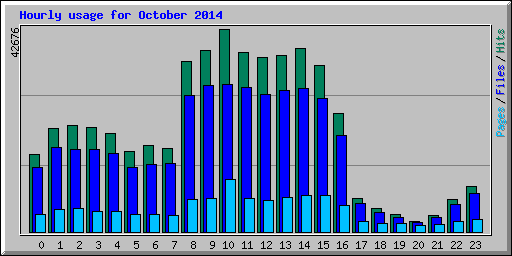 Hourly usage for October 2014
42676
Pages/Files/Hits
0 1 2 3 4 5 6 7 8 9 10 11 12 13 14 15 16 17 18 19 20 21 22 23